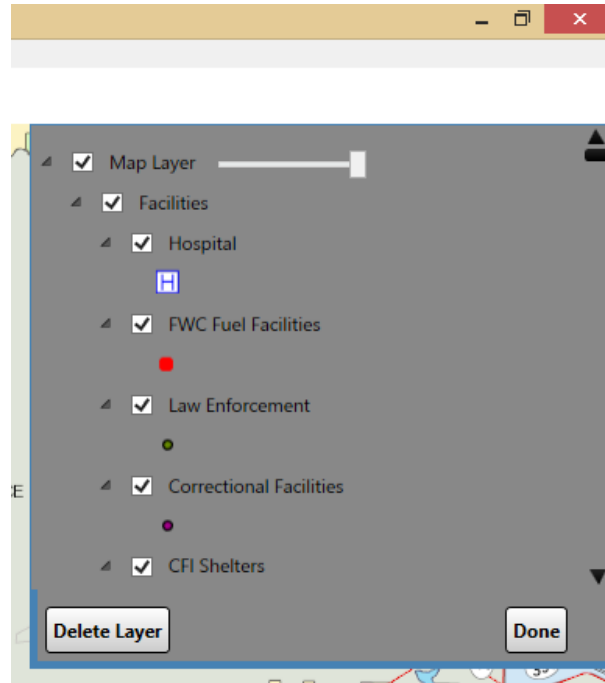 Map Layer
Facilities
Hospital
H
FWC Fuel Facilities
Law Enforcement
Correctional Facilities
CFI Shelters
Delete Layer Done